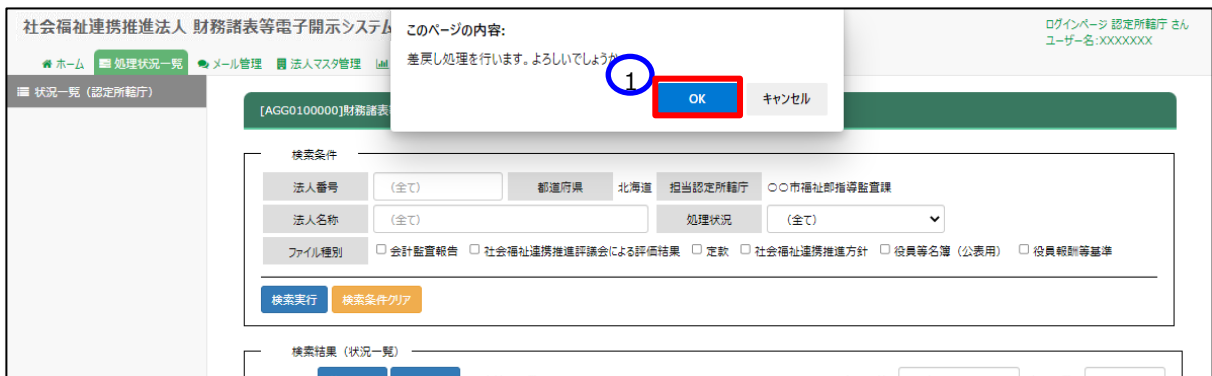 社会福祉連携推進法人 財務諸表等電子開示システム
ログインページ 認定所轄庁 さん
ユーザー名:XXXXXXX
ホーム 処理状況一覧 メール管理 法人マスタ管理
このページの内容:
差戻し処理を行います。よろしいでしょうか
1
OK キャンセル
状況一覧（認定所轄庁）
[AGG0100000]財務諸表
検索条件
法人番号 (全て) 都道府県 北海道 担当認定所轄庁 〇〇市福祉部指導監査課
法人名称 (全て) 処理状況 (全て)
ファイル種別 会計監査報告 社会福祉連携推進評議会による評価結果 定款 社会福祉連携推進方針 役員等名簿（公表用） 役員報酬等基準
検索実行 検索条件クリア
検索結果（状況一覧）